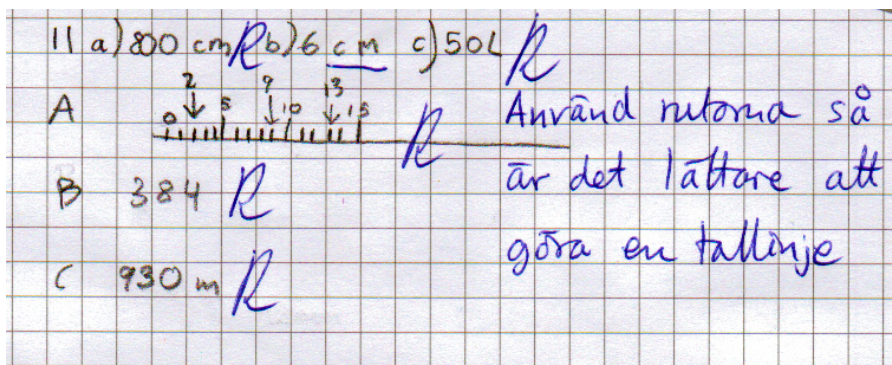 11 a) 800 cm R b) 6 cm c) 50L R
2 9 13
A 0 5 10 15 R
B 384 R
C 930 m R
Använd rutorna så
är det lättare att
göra en tallinje